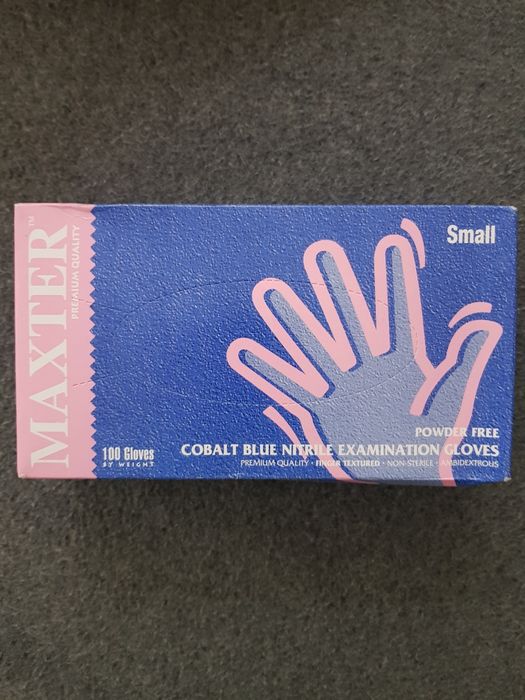 MAXTER™
PREMIUM QUALITY
Small
100 Gloves
BY WEIGHT
POWDER FREE
COBALT BLUE NITRILE EXAMINATION GLOVES
PREMIUM QUALITY • FINGER TEXTURED • NON-STERILE • AMBIDEXTROUS